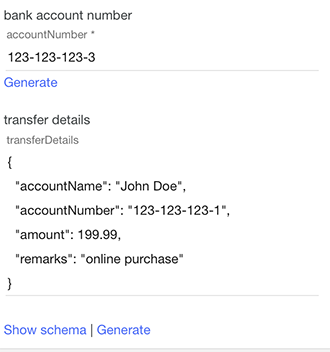 bank account number
accountNumber *
123-123-123-3
Generate
transfer details
transferDetails
{
"accountName": "John Doe",
"accountNumber": "123-123-123-1",
"amount": 199.99,
"remarks": "online purchase"
}
Show schema | Generate